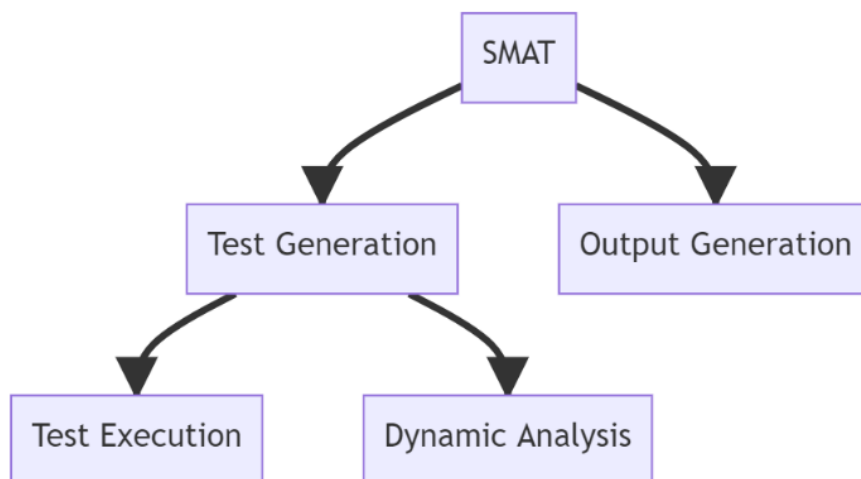 SMAT
Test Generation
Output Generation
Test Execution
Dynamic Analysis